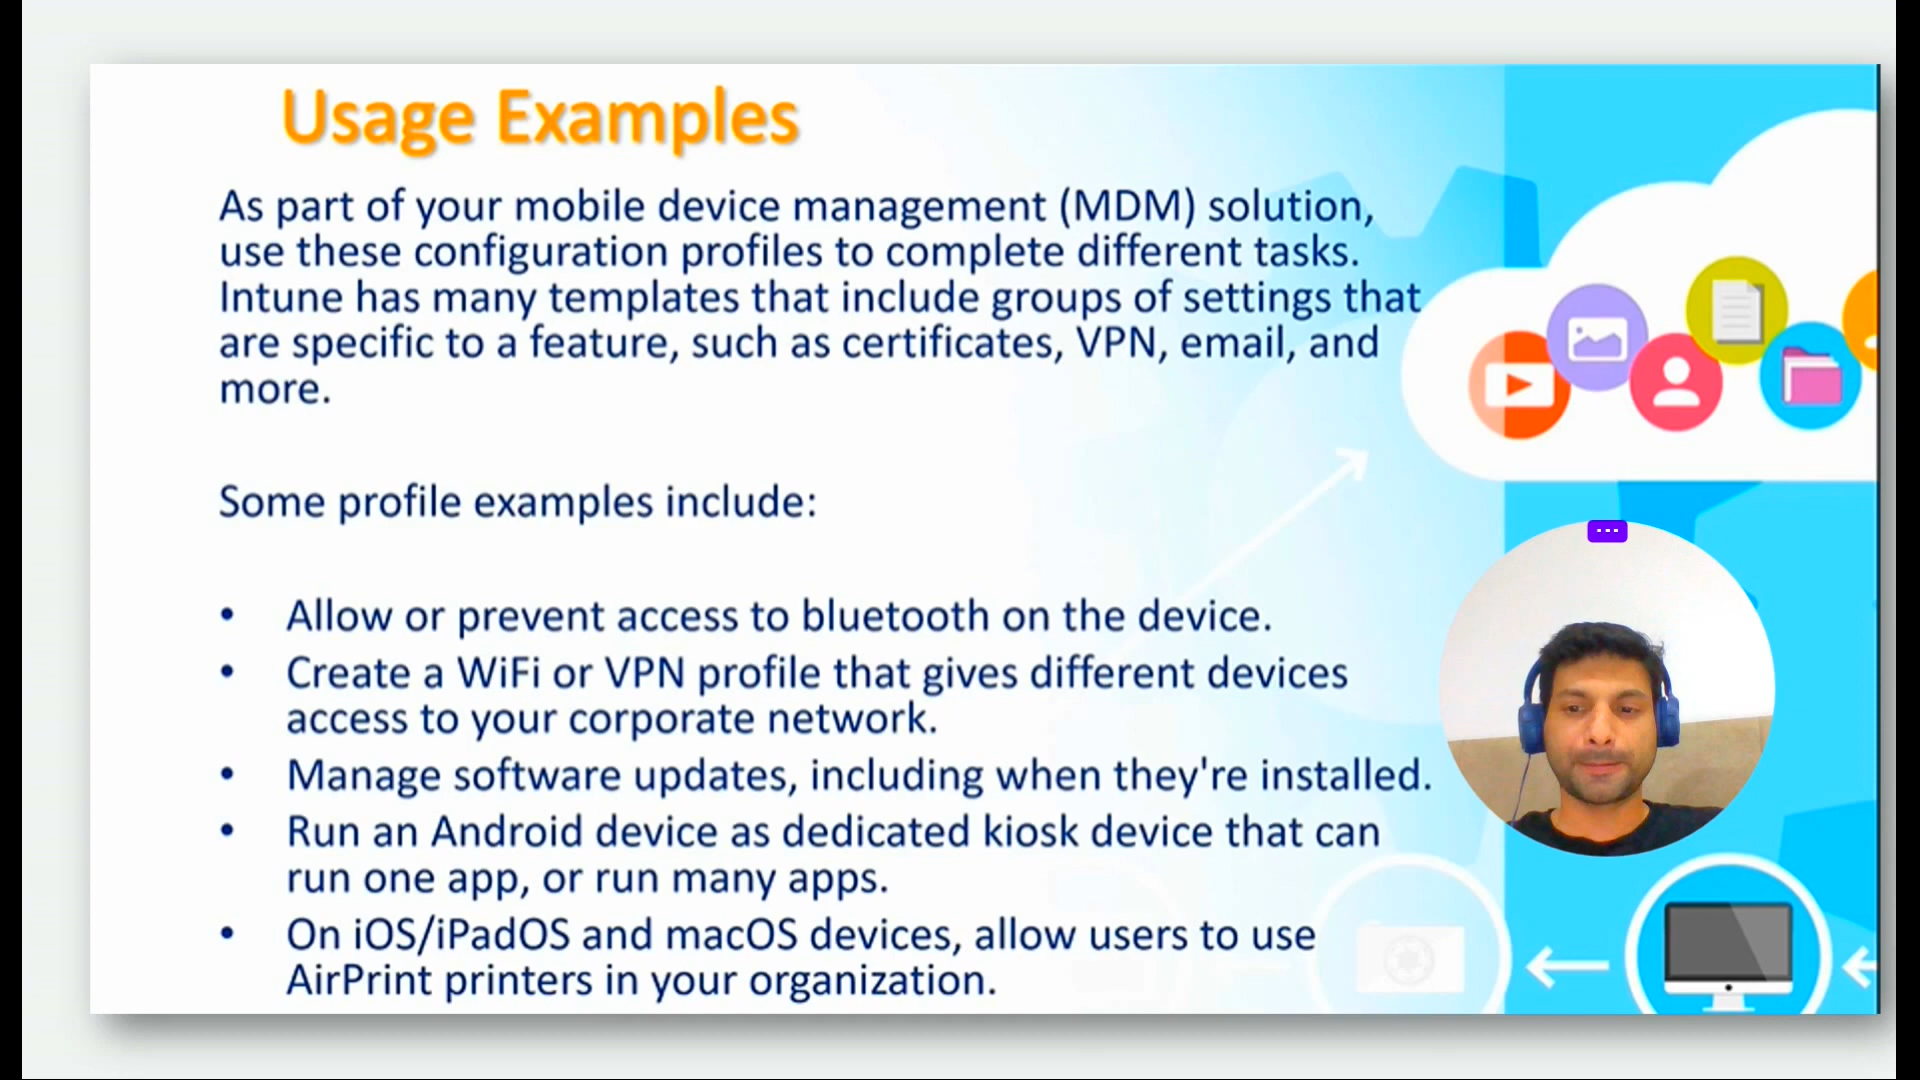 Usage Examples
As part of your mobile device management (MDM) solution,
use these configuration profiles to complete different tasks.
Intune has many templates that include groups of settings that
are specific to a feature, such as certificates, VPN, email, and
more.
Some profile examples include:
• Allow or prevent access to bluetooth on the device.
• Create a WiFi or VPN profile that gives different devices
access to your corporate network.
• Manage software updates, including when they're installed.
• Run an Android device as dedicated kiosk device that can
run one app, or run many apps.
• On iOS/iPadOS and macOS devices, allow users to use
AirPrint printers in your organization.